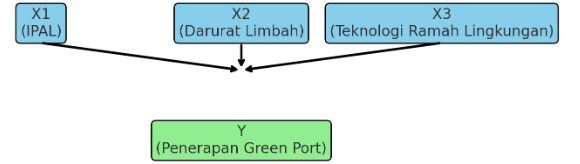 X1
(IPAL)
X2
(Darurat Limbah)
X3
(Teknologi Ramah Lingkungan)
Y
(Penerapan Green Port)